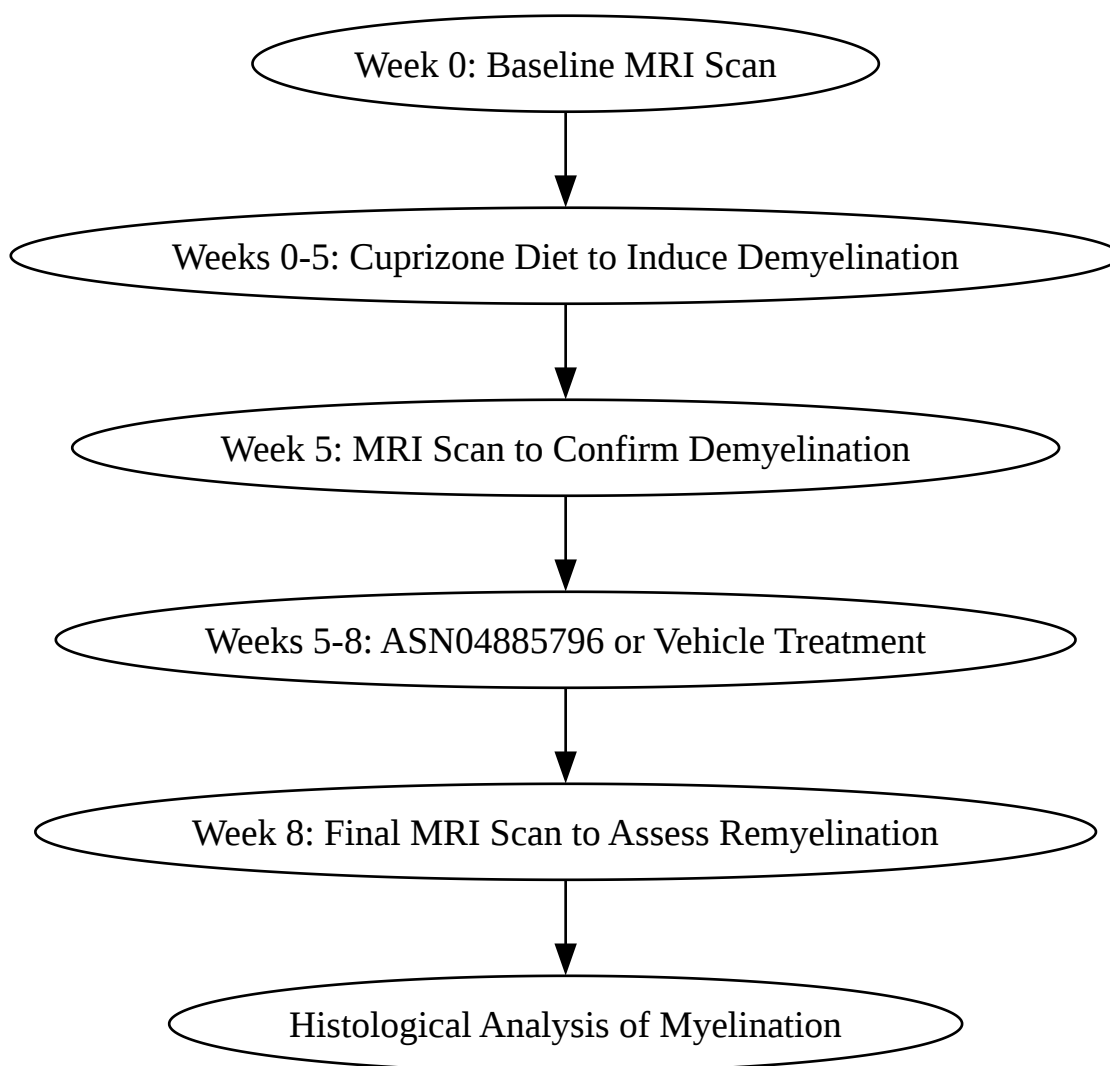 Week 0: Baseline MRI Scan
Weeks 0-5: Cuprizone Diet to Induce Demyelination
Week 5: MRI Scan to Confirm Demyelination
Weeks 5-8: ASN04885796 or Vehicle Treatment
Week 8: Final MRI Scan to Assess Remyelination
Histological Analysis of Myelination